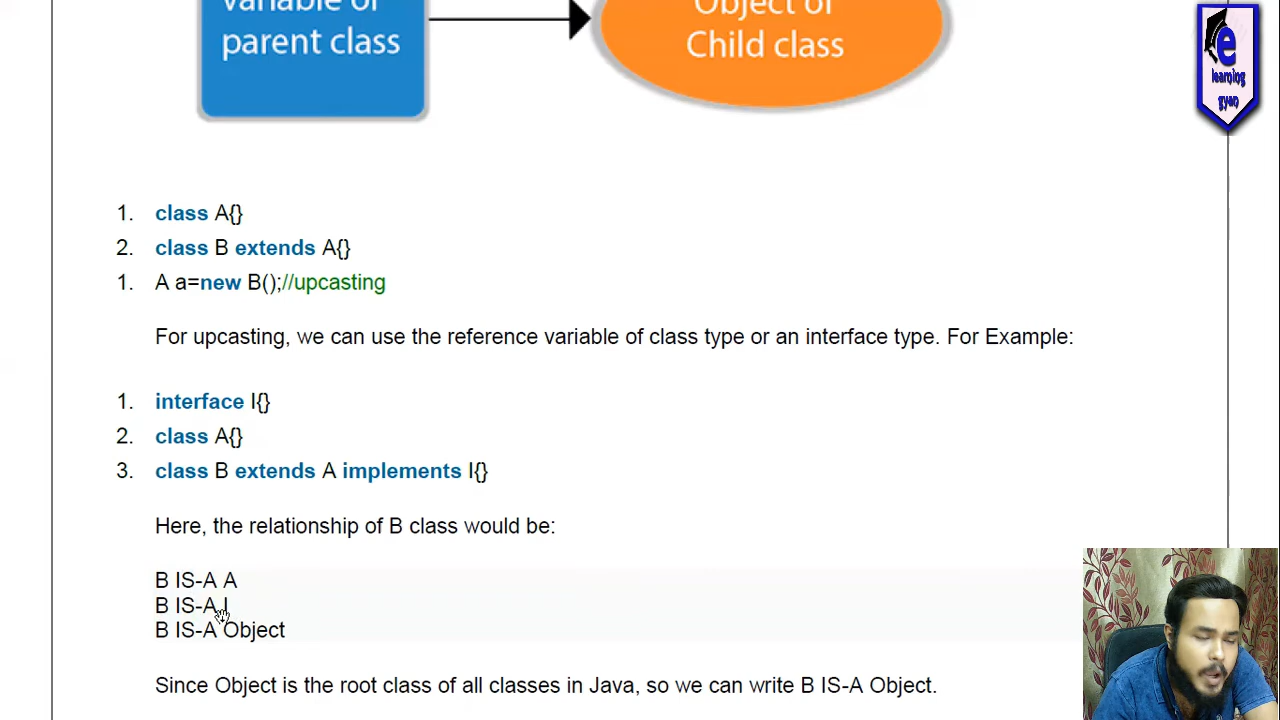 variable of
parent class
Object of
Child class
e
learning
gyan
1. class A{}
2. class B extends A{}
1. A a=new B();//upcasting
For upcasting, we can use the reference variable of class type or an interface type. For Example:
1. interface I{}
2. class A{}
3. class B extends A implements I{}
Here, the relationship of B class would be:
B IS-A A
B IS-A I
B IS-A Object
Since Object is the root class of all classes in Java, so we can write B IS-A Object.